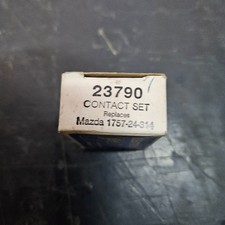 23790
CONTACT SET
Replaces
Mazda 1757-24-314